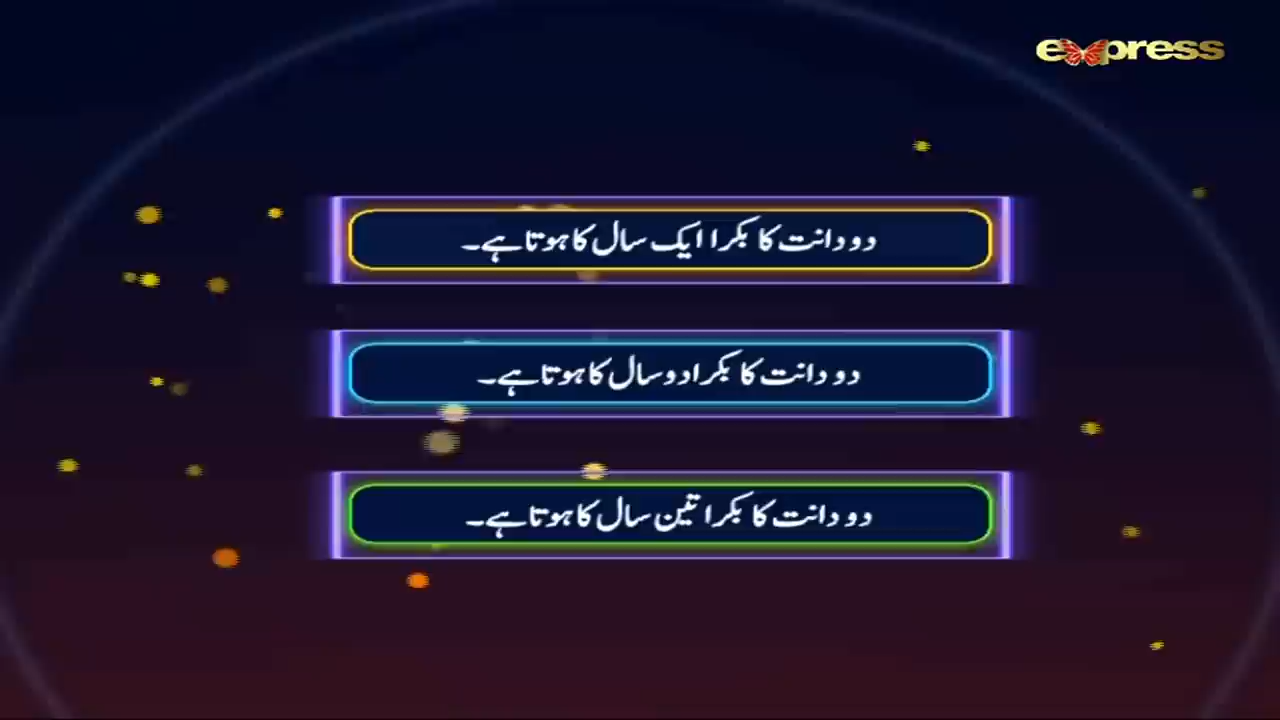 express
دو دانت کا بکرا ایک سال کا ہوتا ہے۔
دو دانت کا بکرا دو سال کا ہوتا ہے۔
دو دانت کا بکرا تین سال کا ہوتا ہے۔